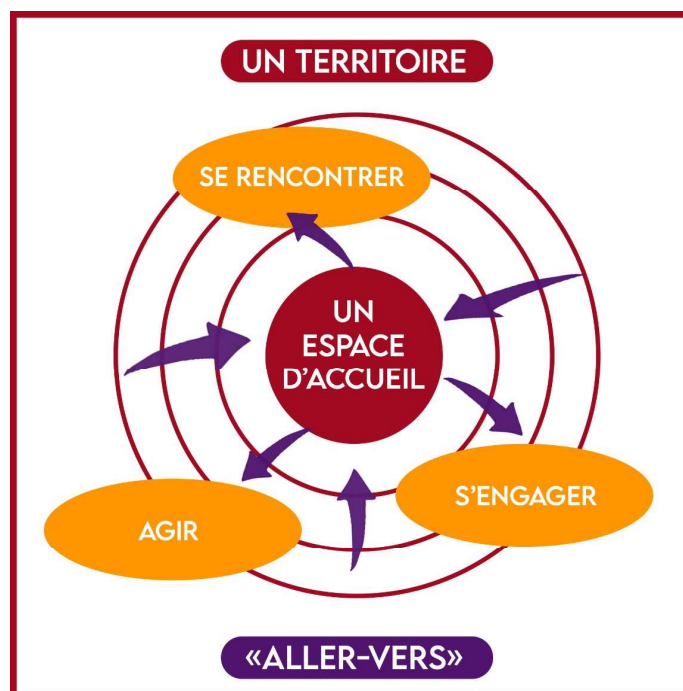 UN TERRITOIRE
SE RENCONTRER
UN
ESPACE
D'ACCUEIL
S'ENGAGER
AGIR
«ALLER-VERS»